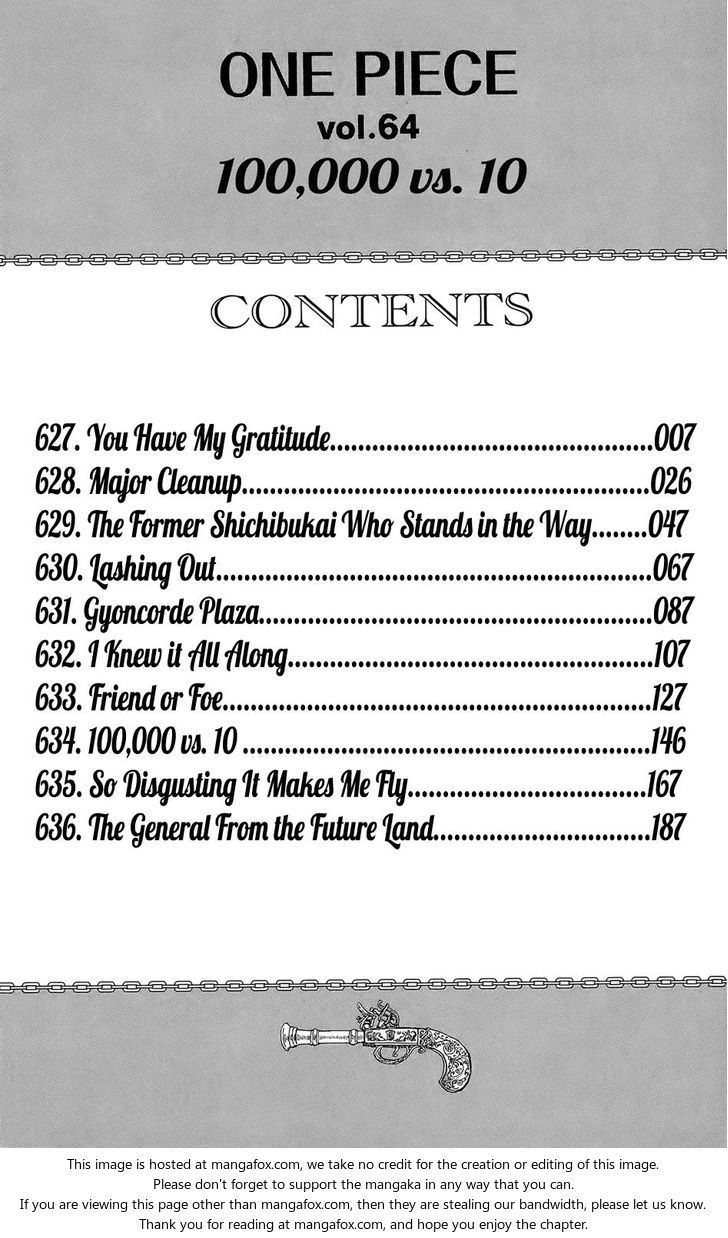 ONE PIECE
vol.64
100,000 vs. 10
CONTENTS
627. You Have My Gratitude..............................................007
628. Major Cleanup..........................................................026
629. The Former Shichibukai Who Stands in the Way........047
630. Lashing Out..............................................................067
631. Gyoncorde Plaza........................................................087
632. I Knew it All Along....................................................107
633. Friend or Foe.............................................................127
634. 100,000 vs. 10 ..........................................................146
635. So Disgusting It Makes Me Fly..................................167
636. The General From the Future Land...............................187
This image is hosted at mangafox.com, we take no credit for the creation or editing of this image.
Please don't forget to support the mangaka in any way that you can.
If you are viewing this page other than mangafox.com, then they are stealing our bandwidth, please let us know.
Thank you for reading at mangafox.com, and hope you enjoy the chapter.